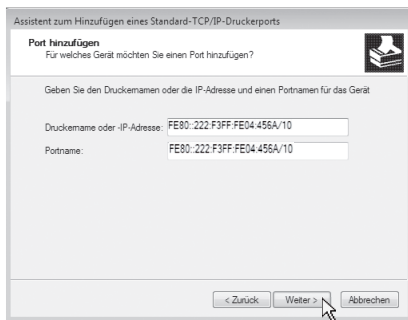 Assistent zum Hinzufügen eines Standard-TCP/IP-Druckerports
Port hinzufügen
Für welches Gerät möchten Sie einen Port hinzufügen?
Geben Sie den Druckernamen oder die IP-Adresse und einen Portnamen für das Gerät
Druckername oder -IP-Adresse: FE80::222:F3FF:FE04:456A/10
Portname: FE80::222:F3FF:FE04:456A/10
< Zurück Weiter > Abbrechen